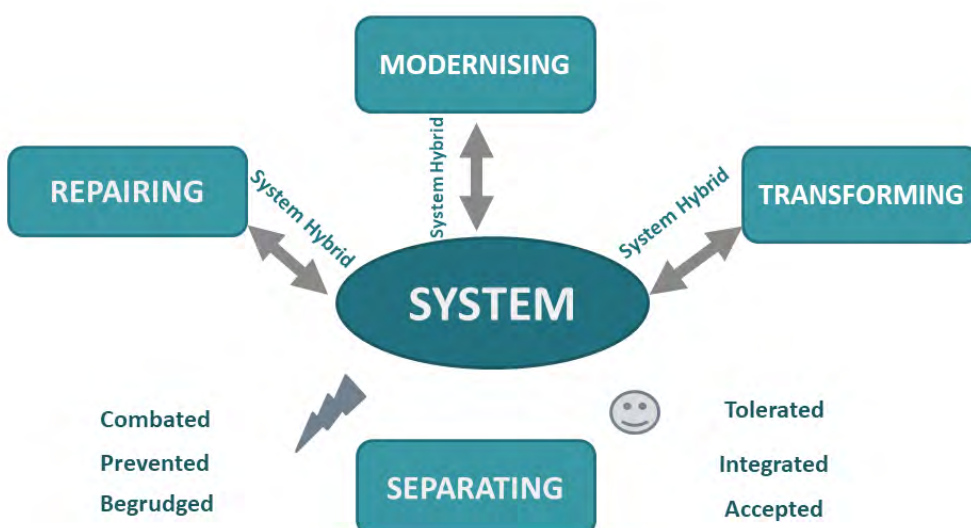 MODERNISING
REPAIRING
System Hybrid
System Hybrid
System Hybrid
TRANSFORMING
SYSTEM
Combated
Prevented
Begrudged
SEPARATING
Tolerated
Integrated
Accepted